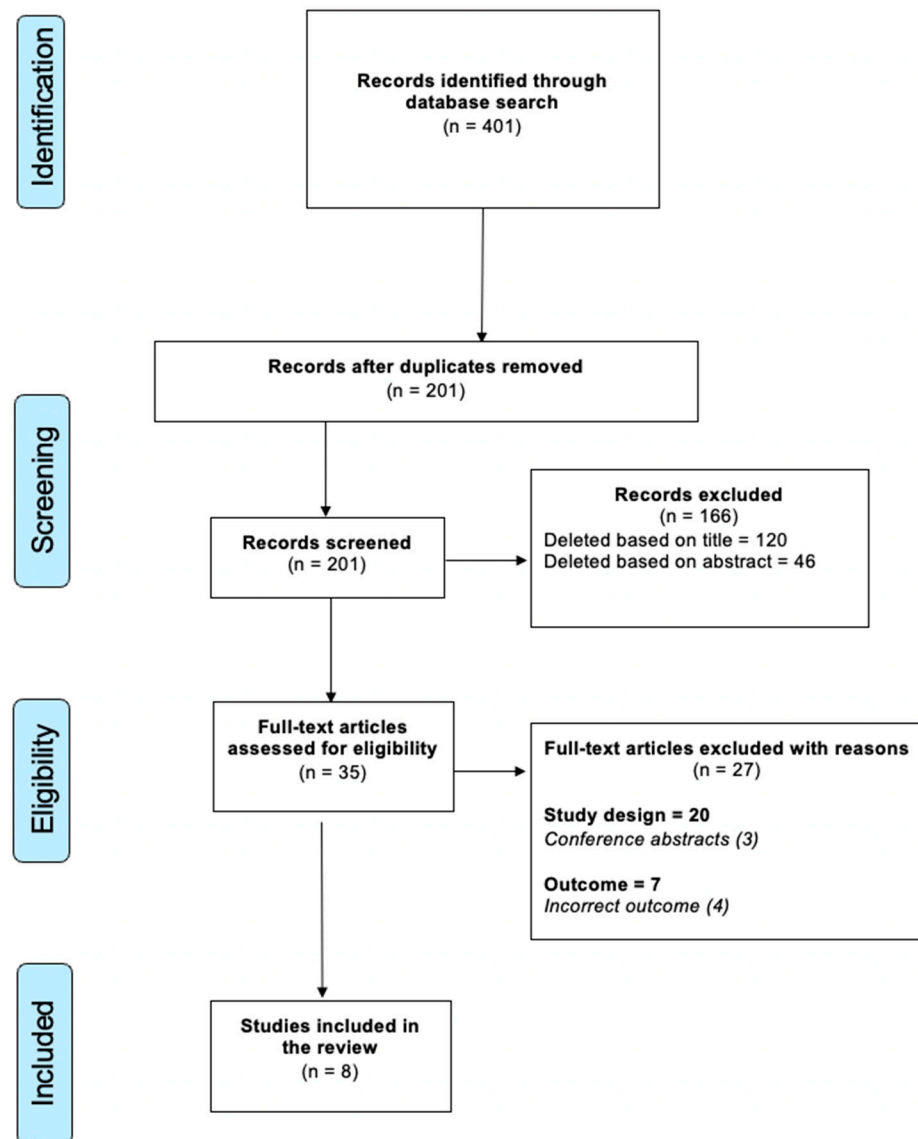 Identification
Records identified through
database search
(n = 401)
Records after duplicates removed
(n = 201)
Screening
Records screened
(n = 201)
Records excluded
(n = 166)
Deleted based on title = 120
Deleted based on abstract = 46
Eligibility
Full-text articles
assessed for eligibility
(n = 35)
Full-text articles excluded with reasons
(n = 27)
Study design = 20
Conference abstracts (3)
Outcome = 7
Incorrect outcome (4)
Included
Studies included in
the review
(n = 8)